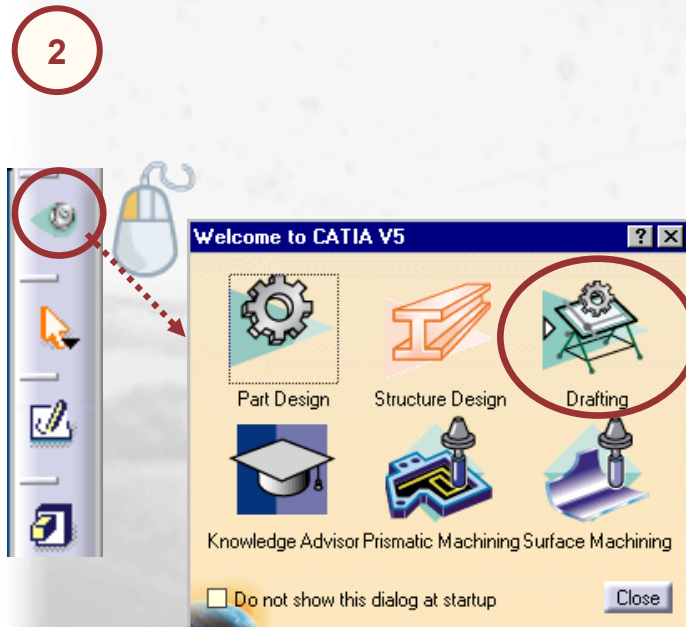 2
Welcome to CATIA V5
Part Design Structure Design Drafting
Knowledge Advisor Prismatic Machining Surface Machining
Do not show this dialog at startup Close